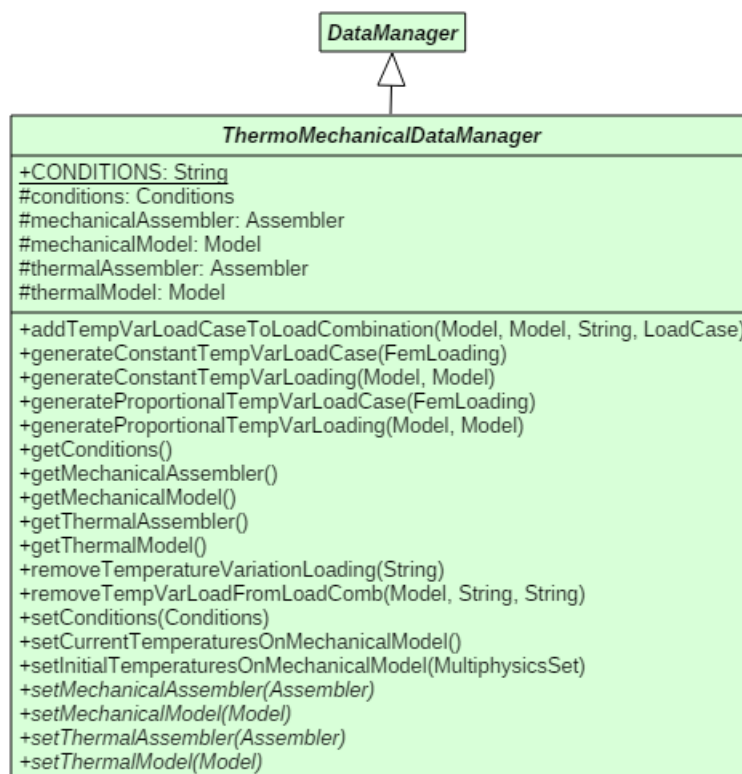 DataManager
ThermoMechanicalDataManager
+CONDITIONS: String
#conditions: Conditions
#mechanicalAssembler: Assembler
#mechanicalModel: Model
#thermalAssembler: Assembler
#thermalModel: Model
+addTempVarLoadCaseToLoadCombination(Model, Model, String, LoadCase)
+generateConstantTempVarLoadCase(FemLoading)
+generateConstantTempVarLoading(Model, Model)
+generateProportionalTempVarLoadCase(FemLoading)
+generateProportionalTempVarLoading(Model, Model)
+getConditions()
+getMechanicalAssembler()
+getMechanicalModel()
+getThermalAssembler()
+getThermalModel()
+removeTemperatureVariationLoading(String)
+removeTempVarLoadFromLoadComb(Model, String, String)
+setConditions(Conditions)
+setCurrentTemperaturesOnMechanicalModel()
+setInitialTemperaturesOnMechanicalModel(MultiphysicsSet)
+setMechanicalAssembler(Assembler)
+setMechanicalModel(Model)
+setThermalAssembler(Assembler)
+setThermalModel(Model)